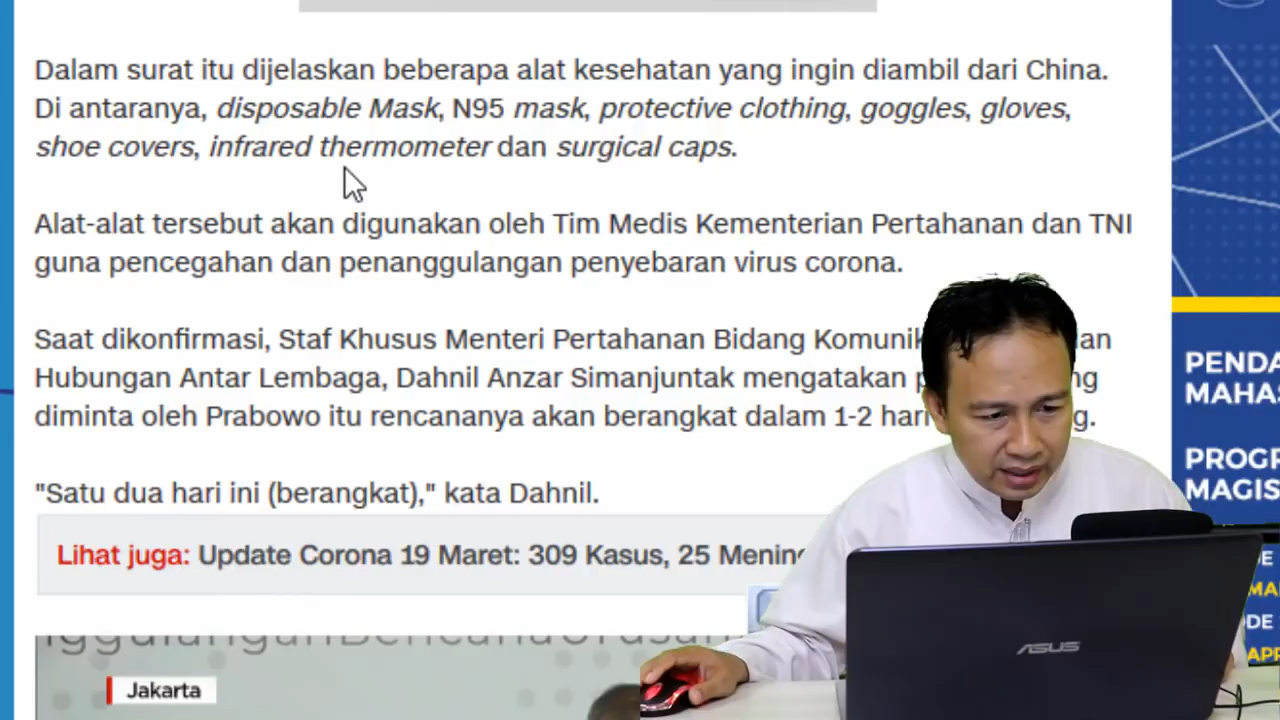 Dalam surat itu dijelaskan beberapa alat kesehatan yang ingin diambil dari China.
Di antaranya, disposable Mask, N95 mask, protective clothing, goggles, gloves,
shoe covers, infrared thermometer dan surgical caps.
Alat-alat tersebut akan digunakan oleh Tim Medis Kementerian Pertahanan dan TNI
guna pencegahan dan penanggulangan penyebaran virus corona.
Saat dikonfirmasi, Staf Khusus Menteri Pertahanan Bidang
Hubungan Antar Lembaga, Dahnil Anzar Simanjuntak mengatakan
diminta oleh Prabowo itu rencananya akan berangkat dalam 1-2
"Satu dua hari ini (berangkat)," kata Dahnil.
Lihat juga: Update Corona 19 Maret: 309 Kasus, 25
Jakarta
ASUS
PENDA
MAHAS
PROGR
MAGIS